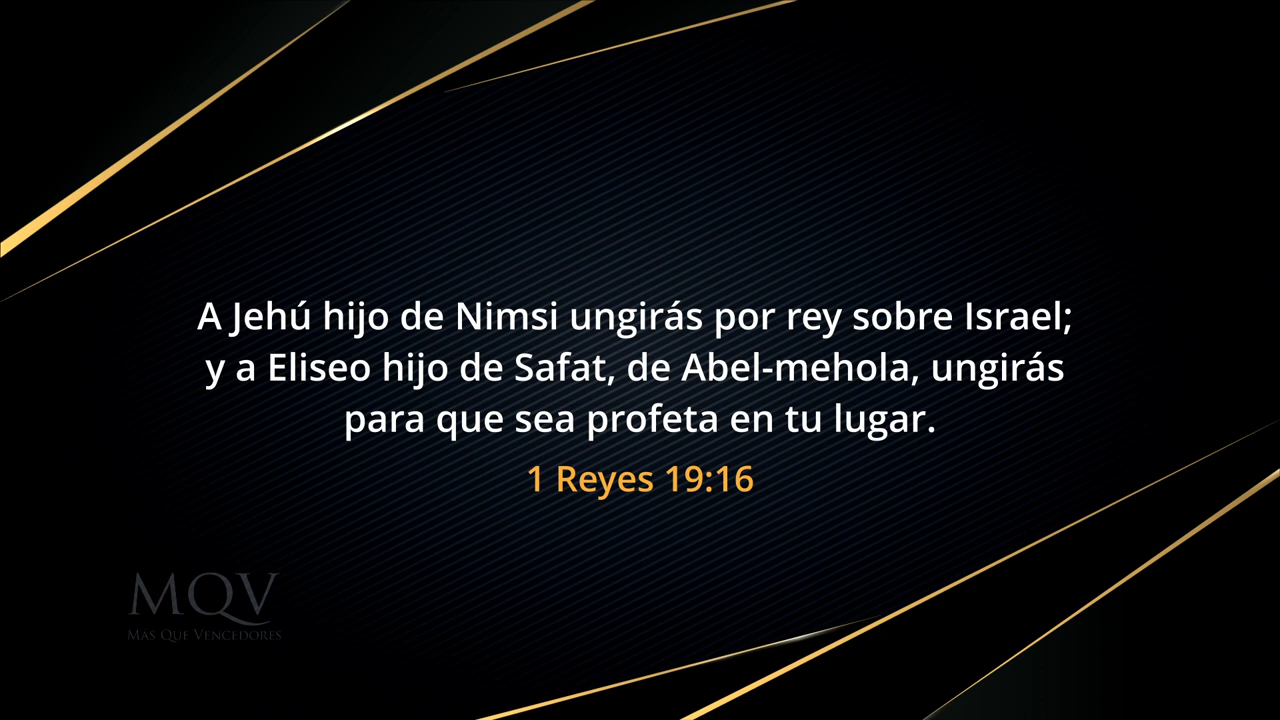 A Jehú hijo de Nimsi ungirás por rey sobre Israel;
y a Eliseo hijo de Safat, de Abel-mehola, ungirás
para que sea profeta en tu lugar.
1 Reyes 19:16
MQV
Más Que Vencedores